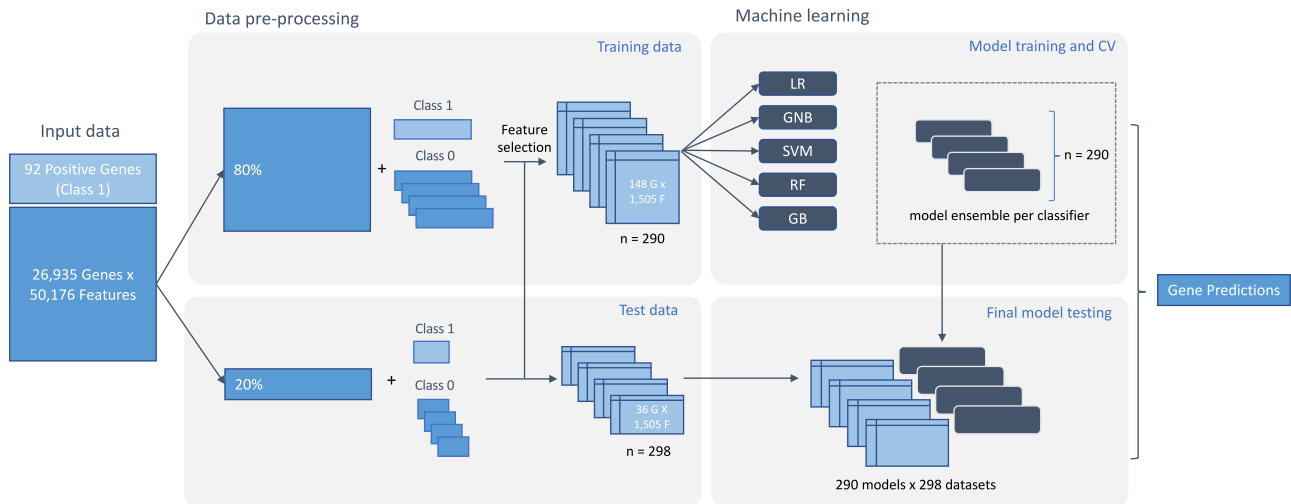 Data pre-processing
Machine learning
Input data
92 Positive Genes
(Class 1)
26,935 Genes x
50,176 Features
Training data
80%
+
Class 1
Class 0
Feature
selection
148 G x
1,505 F
n = 290
Model training and CV
LR
GNB
SVM
RF
GB
n = 290
model ensemble per classifier
Test data
20%
+
Class 1
Class 0
36 G X
1,505 F
n = 298
Final model testing
290 models x 298 datasets
Gene Predictions